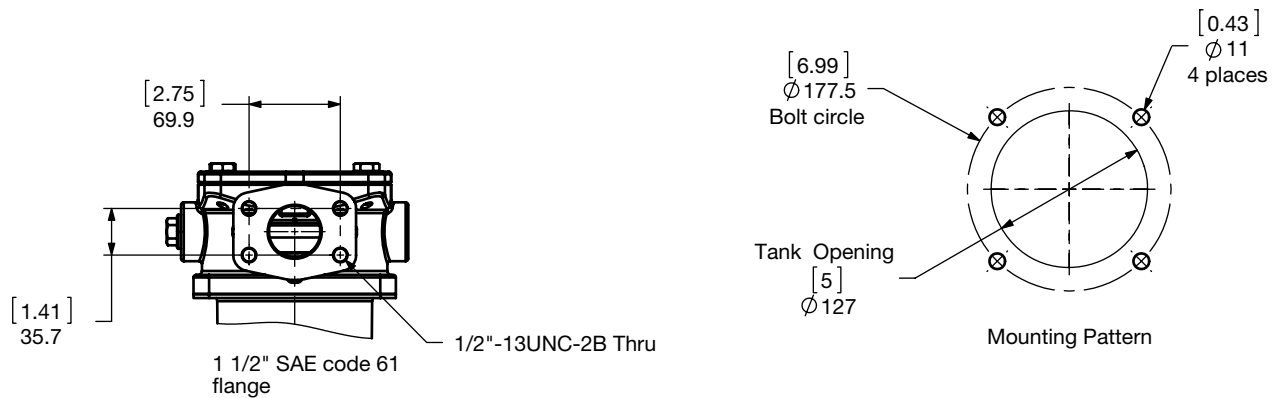 [2.75]
69.9
[1.41]
35.7
1/2"-13UNC-2B Thru
1 1/2" SAE code 61
flange
[0.43]
⌀11
4 places
[6.99]
⌀177.5
Bolt circle
Tank Opening
[5]
⌀127
Mounting Pattern